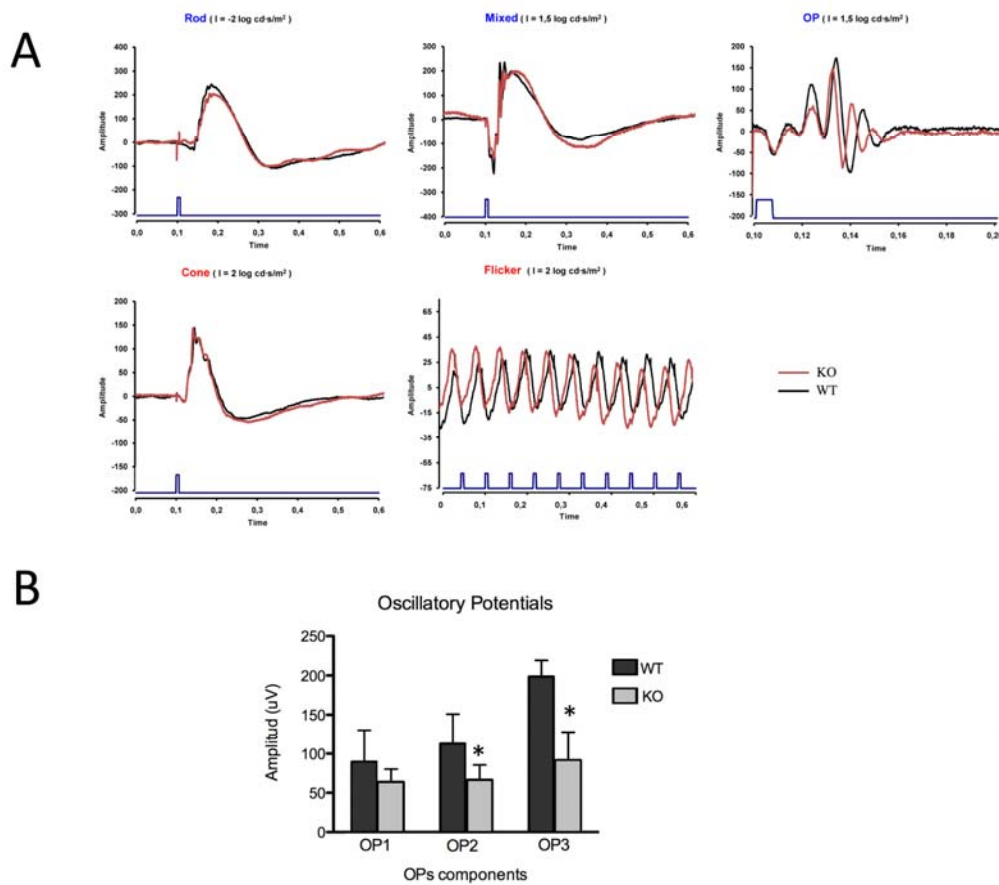 A
Rod ( I = -2 log cd·s/m²)
400
300
200
100
0
-100
-200
-300
Amplitude
0,0 0,1 0,2 0,3 0,4 0,5 0,6
Time
Mixed ( I = 1,5 log cd·s/m²)
400
300
200
100
0
-100
-200
-300
-400
Amplitude
0,0 0,1 0,2 0,3 0,4 0,5 0,6
Time
OP ( I = 1,5 log cd·s/m²)
200
150
100
50
0
-50
-100
-150
-200
Amplitude
0,10 0,12 0,14 0,16 0,18 0,20
Time
Cone ( I = 2 log cd·s/m²)
200
150
100
50
0
-50
-100
-150
-200
Amplitude
0,0 0,1 0,2 0,3 0,4 0,5 0,6
Time
Flicker ( I = 2 log cd·s/m²)
65
45
25
5
-15
-36
-55
-75
Amplitude
0 0,1 0,2 0,3 0,4 0,5 0,6
Time
KO
WT
B
Oscillatory Potentials
250
200
150
100
50
0
Amplitud (uV)
*
*
OP1 OP2 OP3
OPs components
WT
KO